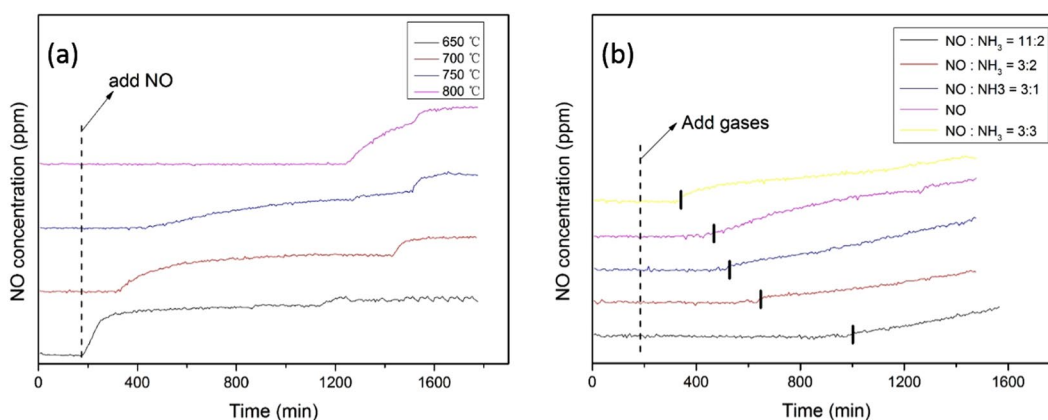 (a)
add NO
650 ℃
700 ℃
750 ℃
800 ℃
NO concentration (ppm)
0
400
800
1200
1600
Time (min)
(b)
Add gases
NO : NH₃ = 11:2
NO : NH₃ = 3:2
NO : NH3 = 3:1
NO
NO : NH₃ = 3:3
NO concentration (ppm)
0
400
800
1200
1600
Time (min)